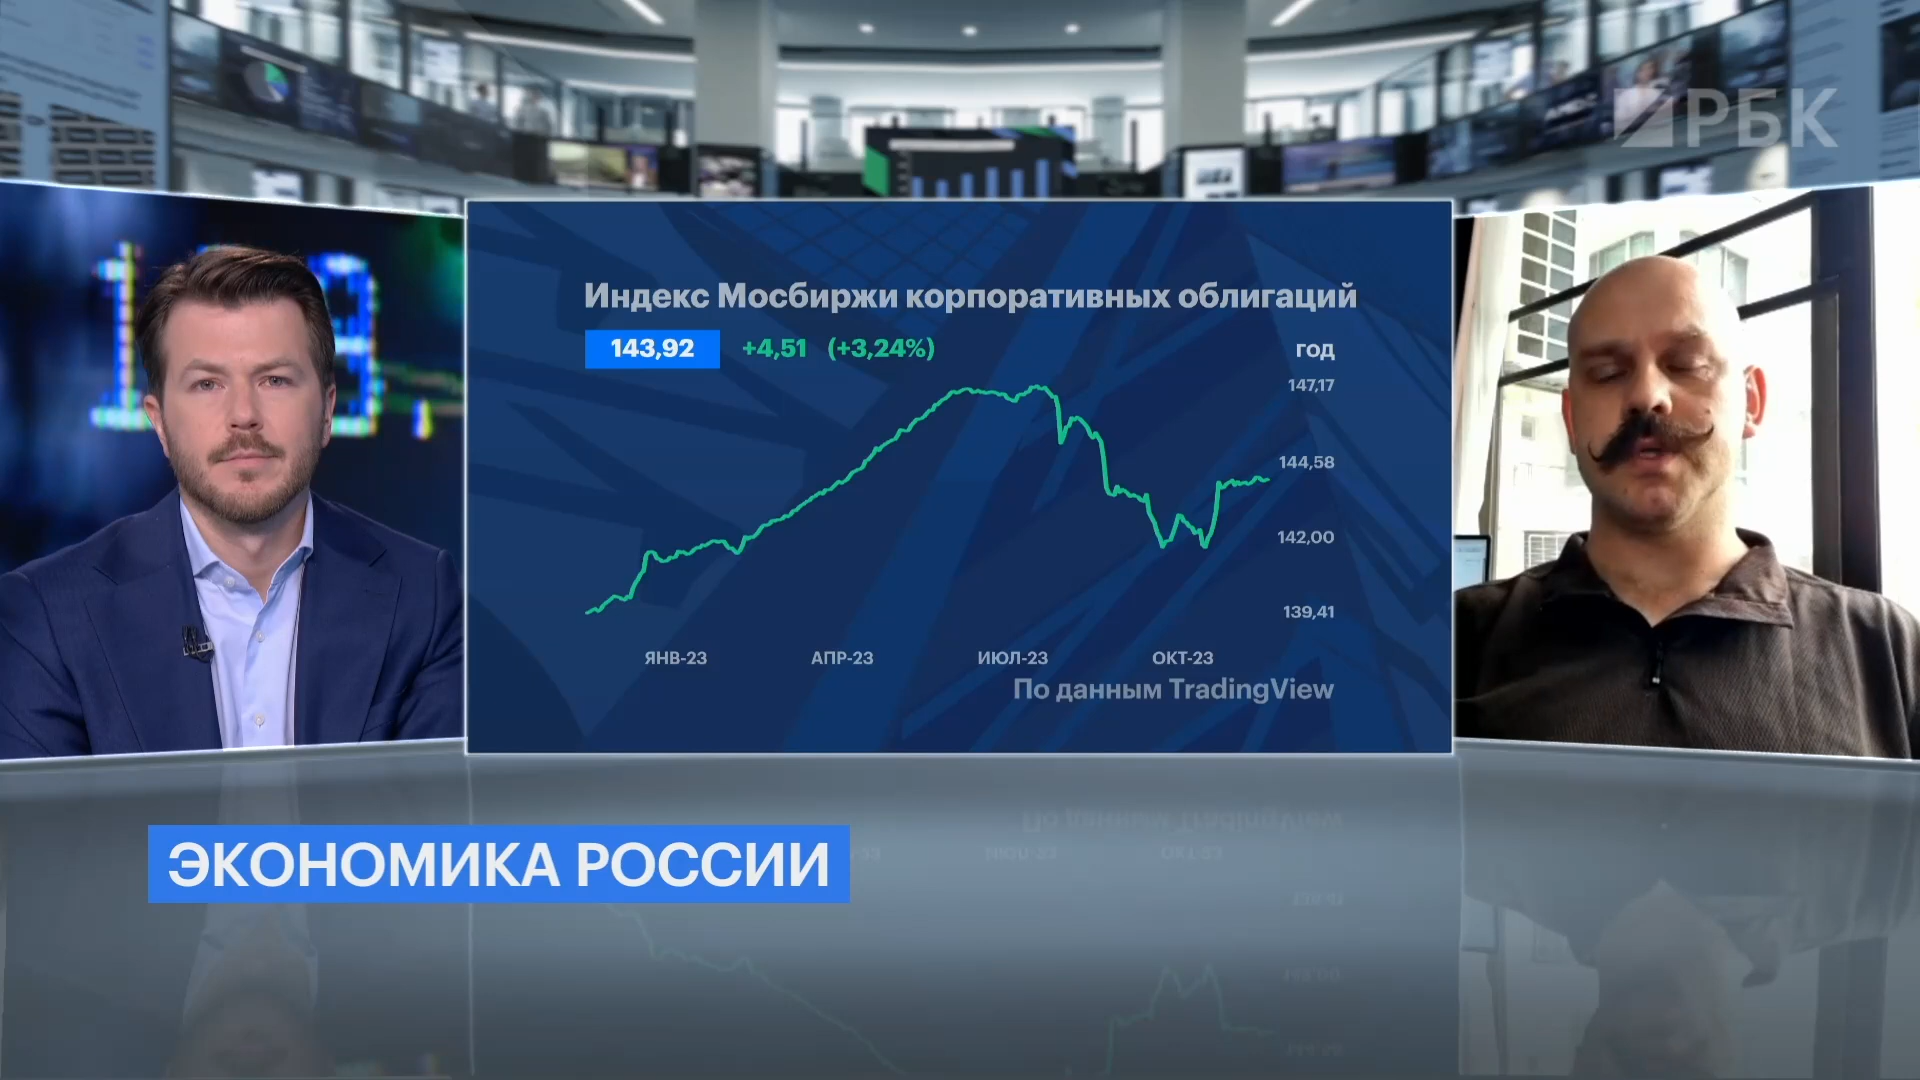 РБК
Индекс Мосбиржи корпоративных облигаций
143,92 +4,51 (+3,24%)
ГОД
147,17
144,58
142,00
139,41
ЯНВ-23 АПР-23 ИЮЛ-23 ОКТ-23
По данным TradingView
ЭКОНОМИКА РОССИИ